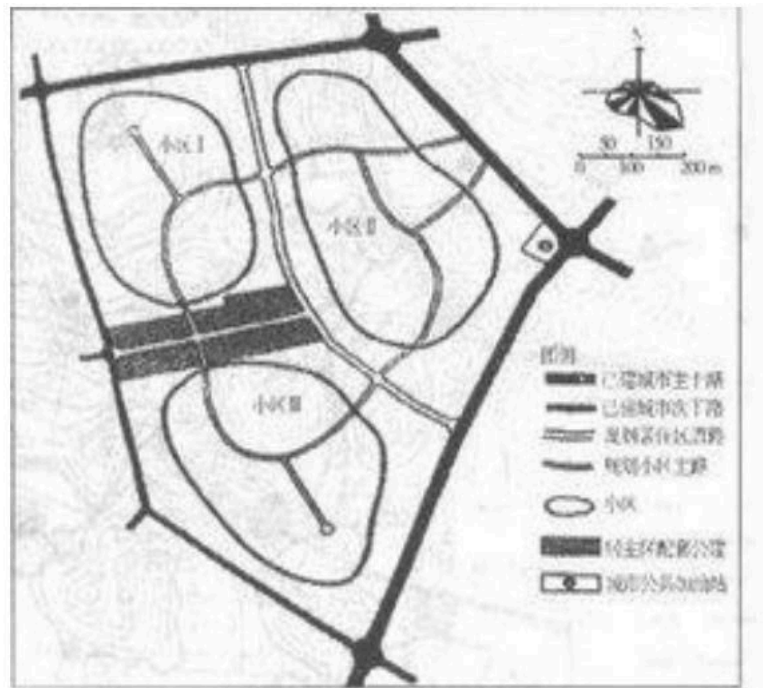 N
50 150
0 100 200 m
小区Ⅰ
小区Ⅱ
小区Ⅲ
图例
已建城市主干路
已建城市次干路
规划居住区道路
规划小区主路
小区
居住区配套公建
城市公共加油站